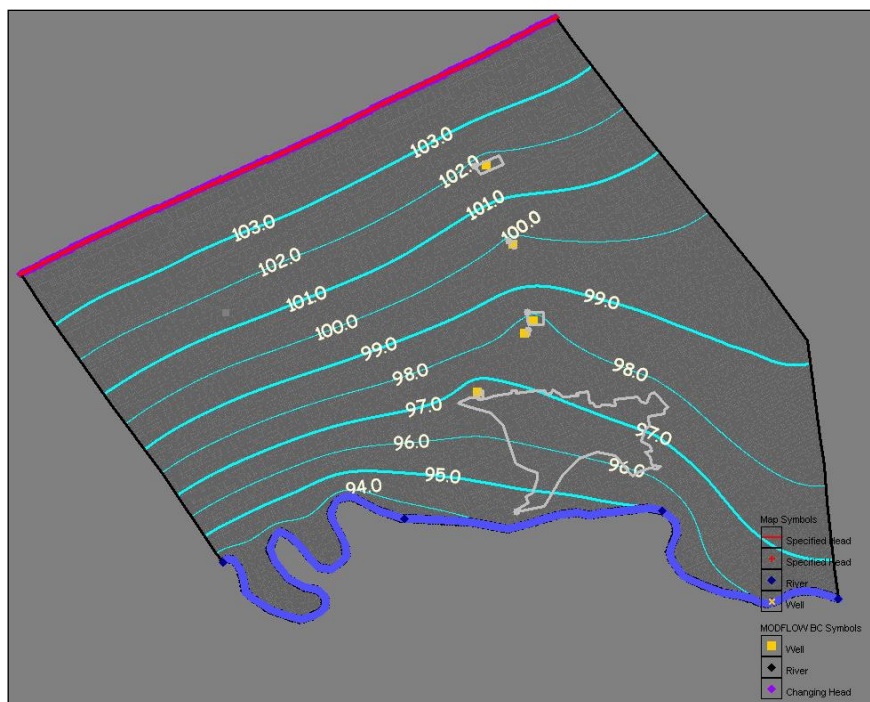 103.0
102.0
103.0
101.0
100.0
102.0
101.0
99.0
100.0
99.0
98.0
98.0
97.0
97.0
96.0
96.0
95.0
94.0
Map Symbols
Specified Head
Specified Head
River
Well
MODFLOW BC Symbols
Well
River
Changing Head